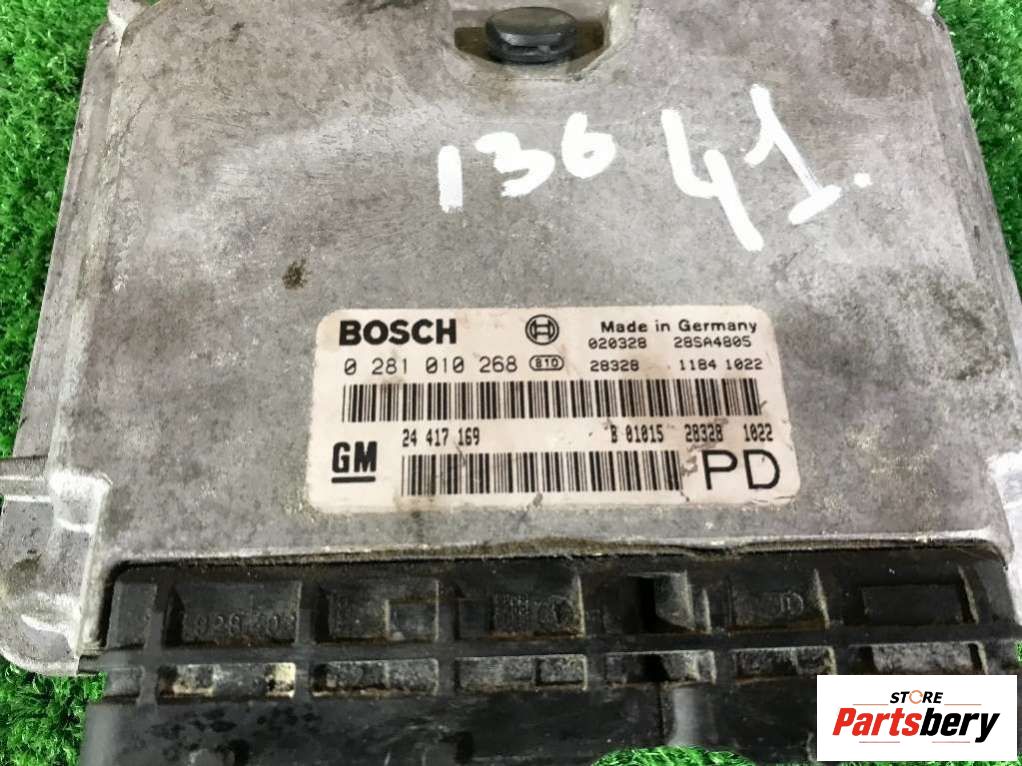 136 41.
BOSCH Made in Germany
020328 28SA4805
0 281 010 268 810 28328 1184 1022
24 417 169 B 01015 28328 1022
GM PD
STORE
Partsbery